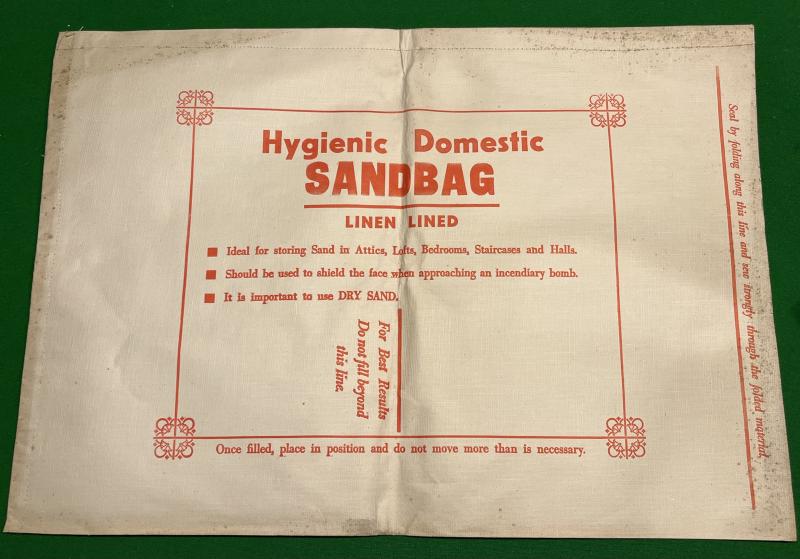 Hygienic Domestic
SANDBAG
LINEN LINED
Ideal for storing Sand in Attics, Lofts, Bedrooms, Staircases and Halls.
Should be used to shield the face when approaching an incendiary bomb.
It is important to use DRY SAND.
For Best Results
Do not fill beyond
this line.
Once filled, place in position and do not move more than is necessary.
Seal by folding along this line and sew strongly through the folded material.